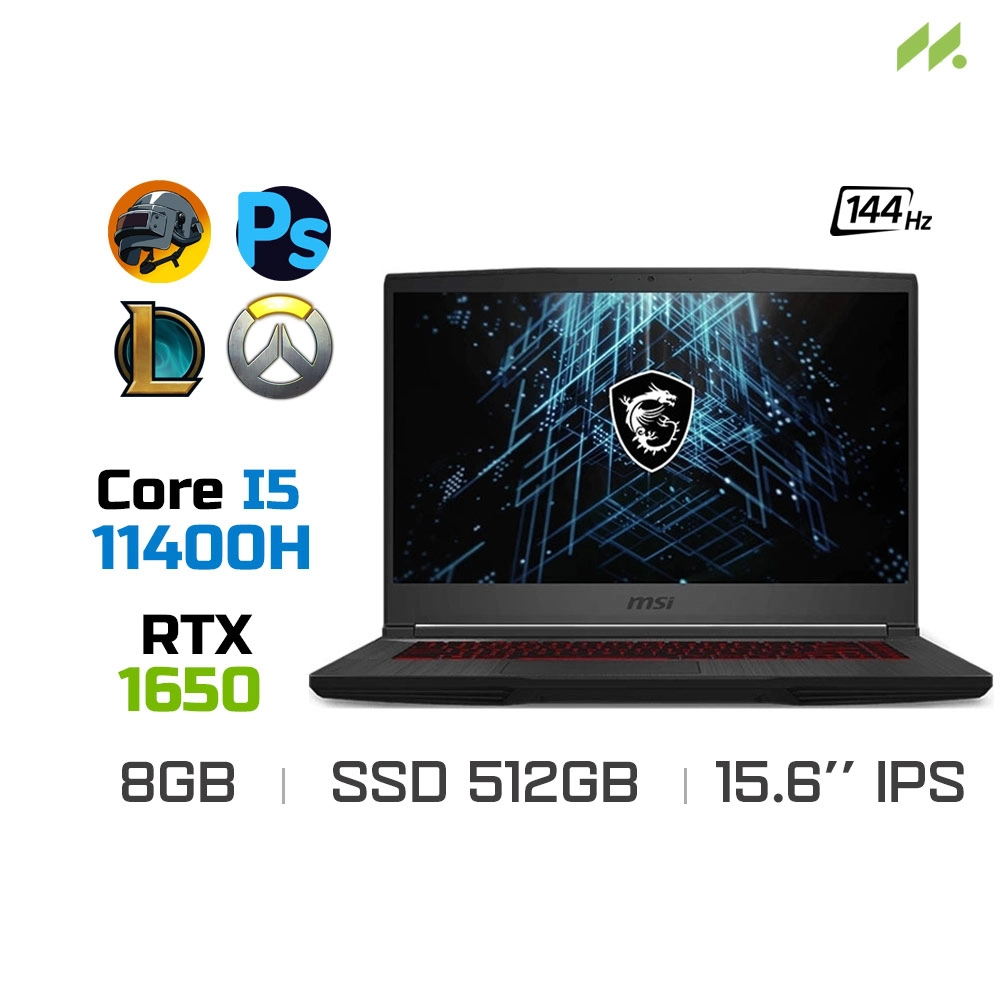 Ps
144Hz
L
msi
Core I5
11400H
RTX
1650
8GB | SSD 512GB | 15.6’’ IPS